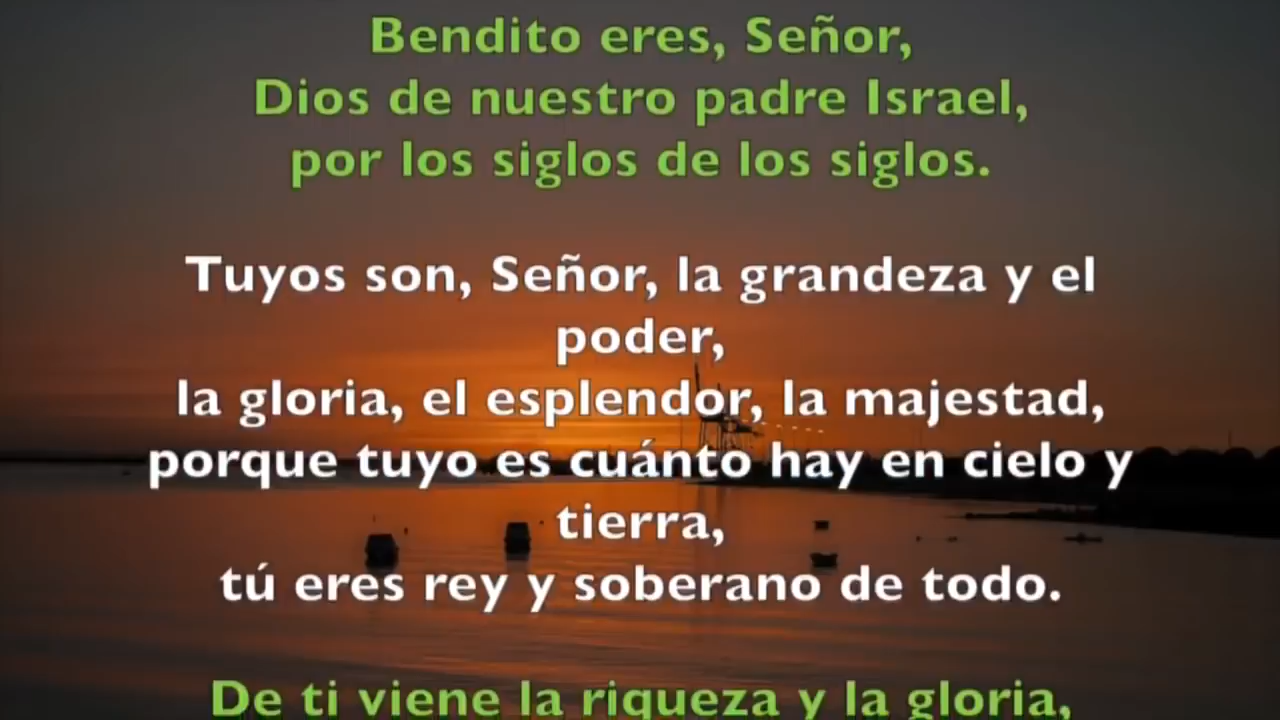 Bendito eres, Señor,
Dios de nuestro padre Israel,
por los siglos de los siglos.
Tuyos son, Señor, la grandeza y el
poder,
la gloria, el esplendor, la majestad,
porque tuyo es cuánto hay en cielo y
tierra,
tú eres rey y soberano de todo.
De ti viene la riqueza y la gloria,